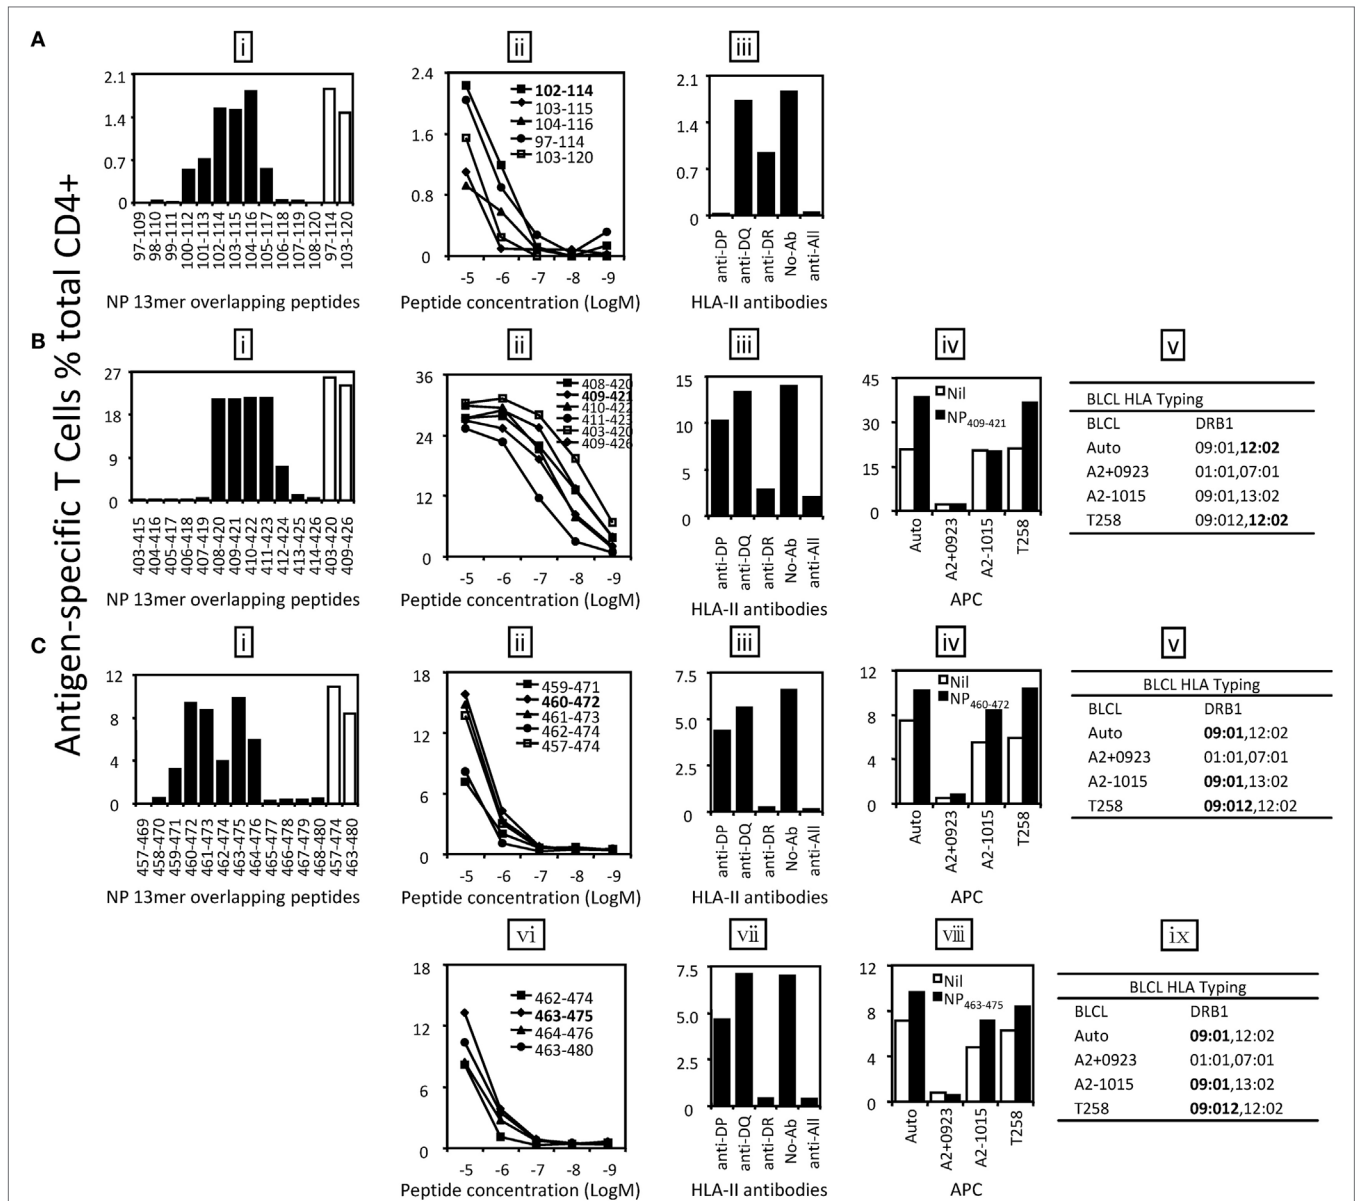 Antigen-specific T Cells % total CD4+
A
i
2.1
1.4
0.7
0
97-109
98-110
99-111
100-112
101-113
102-114
103-115
104-116
105-117
106-118
107-119
108-120
97-114
103-120
NP 13mer overlapping peptides
ii
2.4
1.6
0.8
0
102-114
103-115
104-116
97-114
103-120
-5 -6 -7 -8 -9
Peptide concentration (LogM)
iii
2.1
1.4
0.7
0
anti-DP
anti-DQ
anti-DR
No-Ab
anti-All
HLA-II antibodies
B
i
27
18
9
0
403-415
404-416
405-417
406-418
407-419
408-420
409-421
410-422
411-423
412-424
413-425
414-426
403-420
409-426
NP 13mer overlapping peptides
ii
36
24
12
0
408-420
409-421
410-422
411-423
403-420
409-426
-5 -6 -7 -8 -9
Peptide concentration (LogM)
iii
15
10
5
0
anti-DP
anti-DQ
anti-DR
No-Ab
anti-All
HLA-II antibodies
iv
45
30
15
0
Nil
NP409-421
Auto
A2+0923
A2-1015
T258
APC
v
BLCL HLA Typing
BLCL DRB1
Auto 09:01,12:02
A2+0923 01:01,07:01
A2-1015 09:01,13:02
T258 09:012,12:02
C
i
12
8
4
0
457-469
458-470
459-471
460-472
461-473
462-474
463-475
464-476
465-477
466-478
467-479
468-480
457-474
463-480
NP 13mer overlapping peptides
ii
18
12
6
0
459-471
460-472
461-473
462-474
457-474
-5 -6 -7 -8 -9
Peptide concentration (LogM)
iii
7.5
5.0
2.5
0
anti-DP
anti-DQ
anti-DR
No-Ab
anti-All
HLA-II antibodies
iv
12
8
4
0
Nil
NP460-472
Auto
A2+0923
A2-1015
T258
APC
v
BLCL HLA Typing
BLCL DRB1
Auto 09:01,12:02
A2+0923 01:01,07:01
A2-1015 09:01,13:02
T258 09:012,12:02
vi
18
12
6
0
462-474
463-475
464-476
463-480
-5 -6 -7 -8 -9
Peptide concentration (LogM)
vii
7.5
5.0
2.5
0
anti-DP
anti-DQ
anti-DR
No-Ab
anti-All
HLA-II antibodies
viii
12
8
4
0
Nil
NP463-475
Auto
A2+0923
A2-1015
T258
APC
ix
BLCL HLA Typing
BLCL DRB1
Auto 09:01,12:02
A2+0923 01:01,07:01
A2-1015 09:01,13:02
T258 09:012,12:02